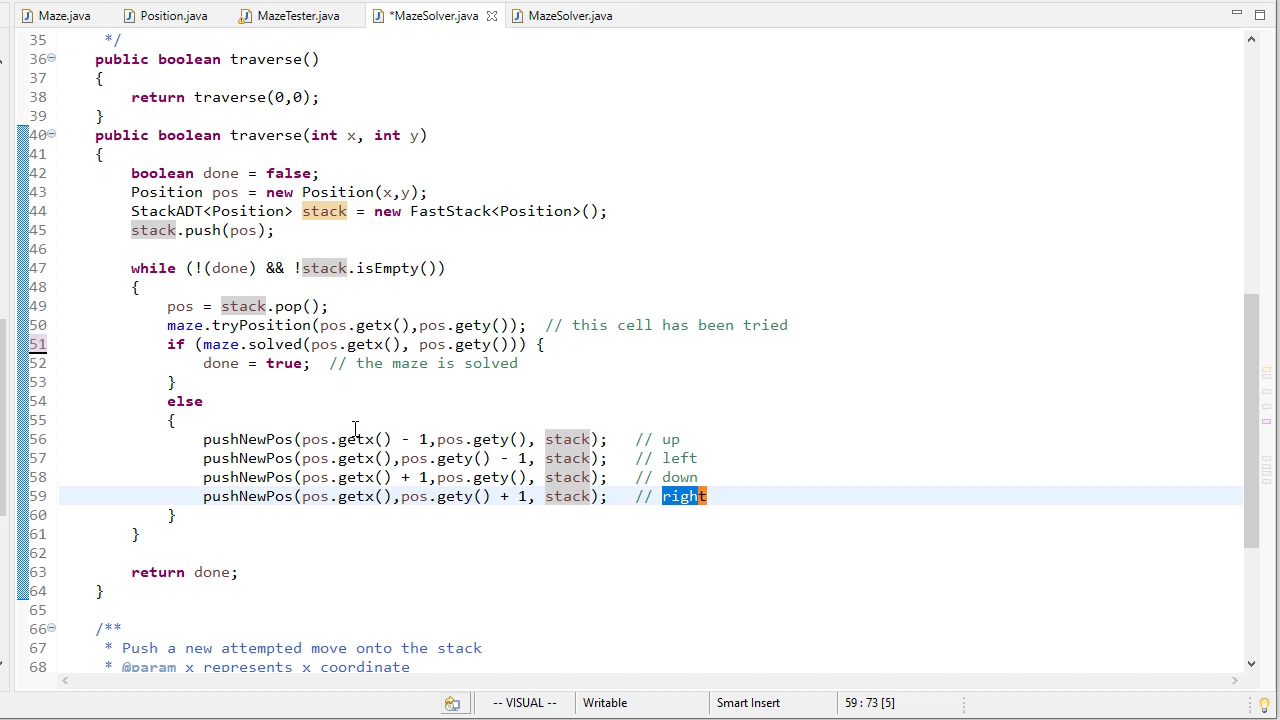 Maze.java Position.java MazeTester.java *MazeSolver.java MazeSolver.java
35 */
36 public boolean traverse()
37 {
38 return traverse(0,0);
39 }
40 public boolean traverse(int x, int y)
41 {
42 boolean done = false;
43 Position pos = new Position(x,y);
44 StackADT<Position> stack = new FastStack<Position>();
45 stack.push(pos);
46
47 while (!(done) && !stack.isEmpty())
48 {
49 pos = stack.pop();
50 maze.tryPosition(pos.getx(),pos.gety()); // this cell has been tried
51 if (maze.solved(pos.getx(), pos.gety())) {
52 done = true; // the maze is solved
53 }
54 else
55 {
56 pushNewPos(pos.getx() - 1,pos.gety(), stack); // up
57 pushNewPos(pos.getx(),pos.gety() - 1, stack); // left
58 pushNewPos(pos.getx() + 1,pos.gety(), stack); // down
59 pushNewPos(pos.getx(),pos.gety() + 1, stack); // right
60 }
61 }
62
63 return done;
64 }
65
66 /**
67 * Push a new attempted move onto the stack
68 * @param x represents x coordinate
-- VISUAL -- Writable Smart Insert 59 : 73 [5]